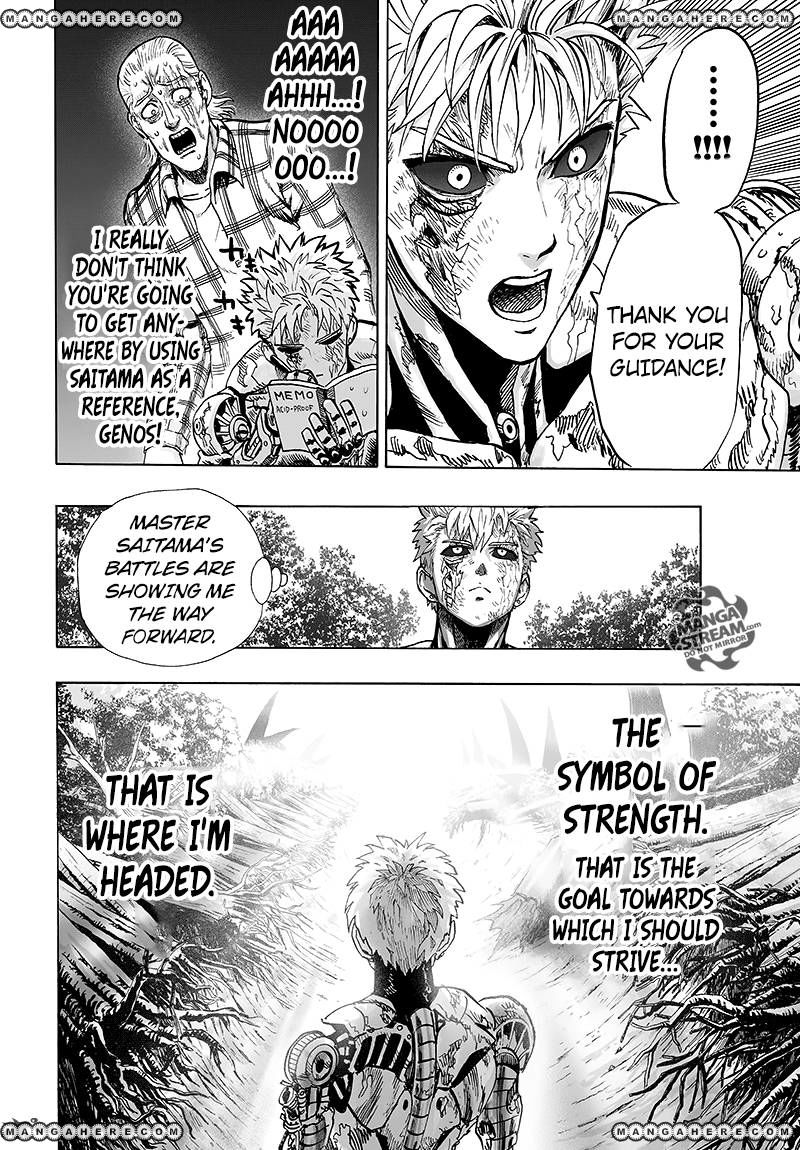 MANGAHERE.COM
MANGAHERE.COM
......!!!!
THANK YOU
FOR YOUR
GUIDANCE!
AAA
AAAAA
AHHH...!
NOOOO
OOO...!
I REALLY
DON'T THINK
YOU'RE GOING
TO GET ANY-
WHERE BY USING
SAITAMA AS A
REFERENCE,
GENOS!
MEMO
ACID-PROOF
MASTER
SAITAMA'S
BATTLES ARE
SHOWING ME
THE WAY
FORWARD.
MANGA
STREAM.com
DO NOT MIRROR
THE
SYMBOL OF
STRENGTH.
THAT IS THE
GOAL TOWARDS
WHICH I SHOULD
STRIVE...
THAT IS
WHERE I'M
HEADED.
MANGAHERE.COM
MANGAHERE.COM